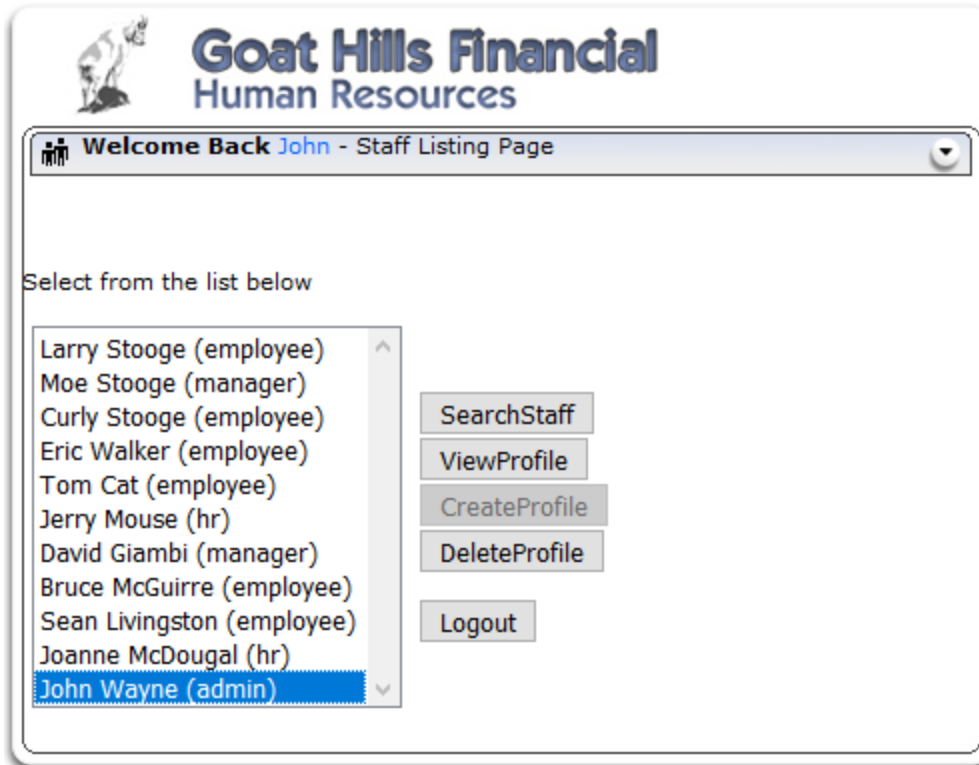 Goat Hills Financial
Human Resources
Welcome Back John - Staff Listing Page
Select from the list below
Larry Stooge (employee)
Moe Stooge (manager)
Curly Stooge (employee)
Eric Walker (employee)
Tom Cat (employee)
Jerry Mouse (hr)
David Giambi (manager)
Bruce McGuirre (employee)
Sean Livingston (employee)
Joanne McDougal (hr)
John Wayne (admin)
SearchStaff
ViewProfile
CreateProfile
DeleteProfile
Logout